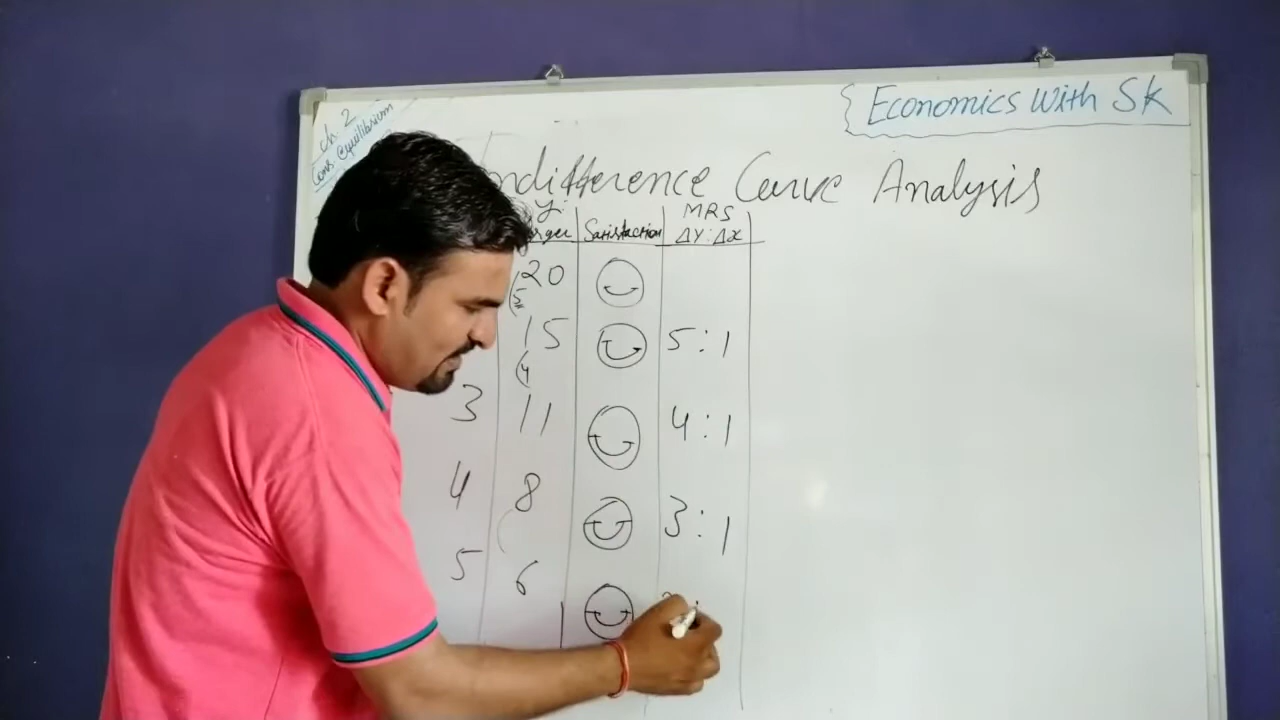 Economics With SK
Ch. 2
Cons Equilibrium
ndifference Curve Analysis
Y Satisfaction MRS
ΔY : Δx
20
(5
15 5 : 1
(4
3 11 4 : 1
4 8 3 : 1
5 6